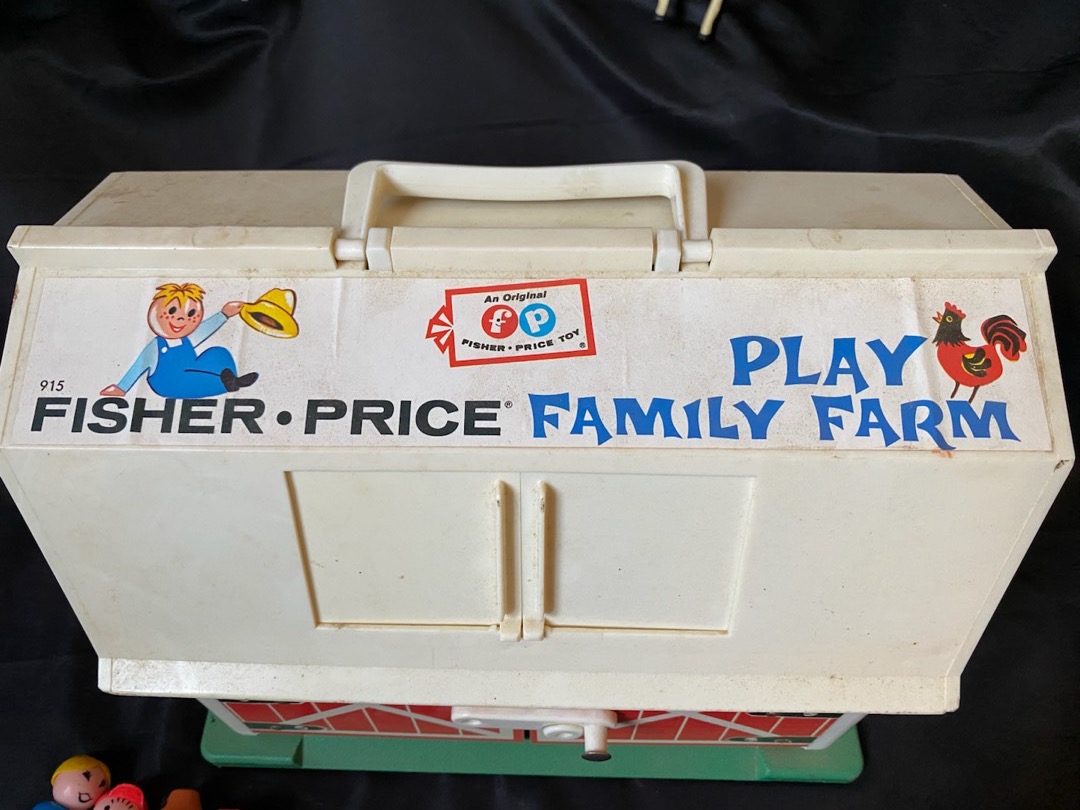 An Original
fp
FISHER • PRICE TOY®
PLAY
915
FISHER • PRICE® FAMILY FARM